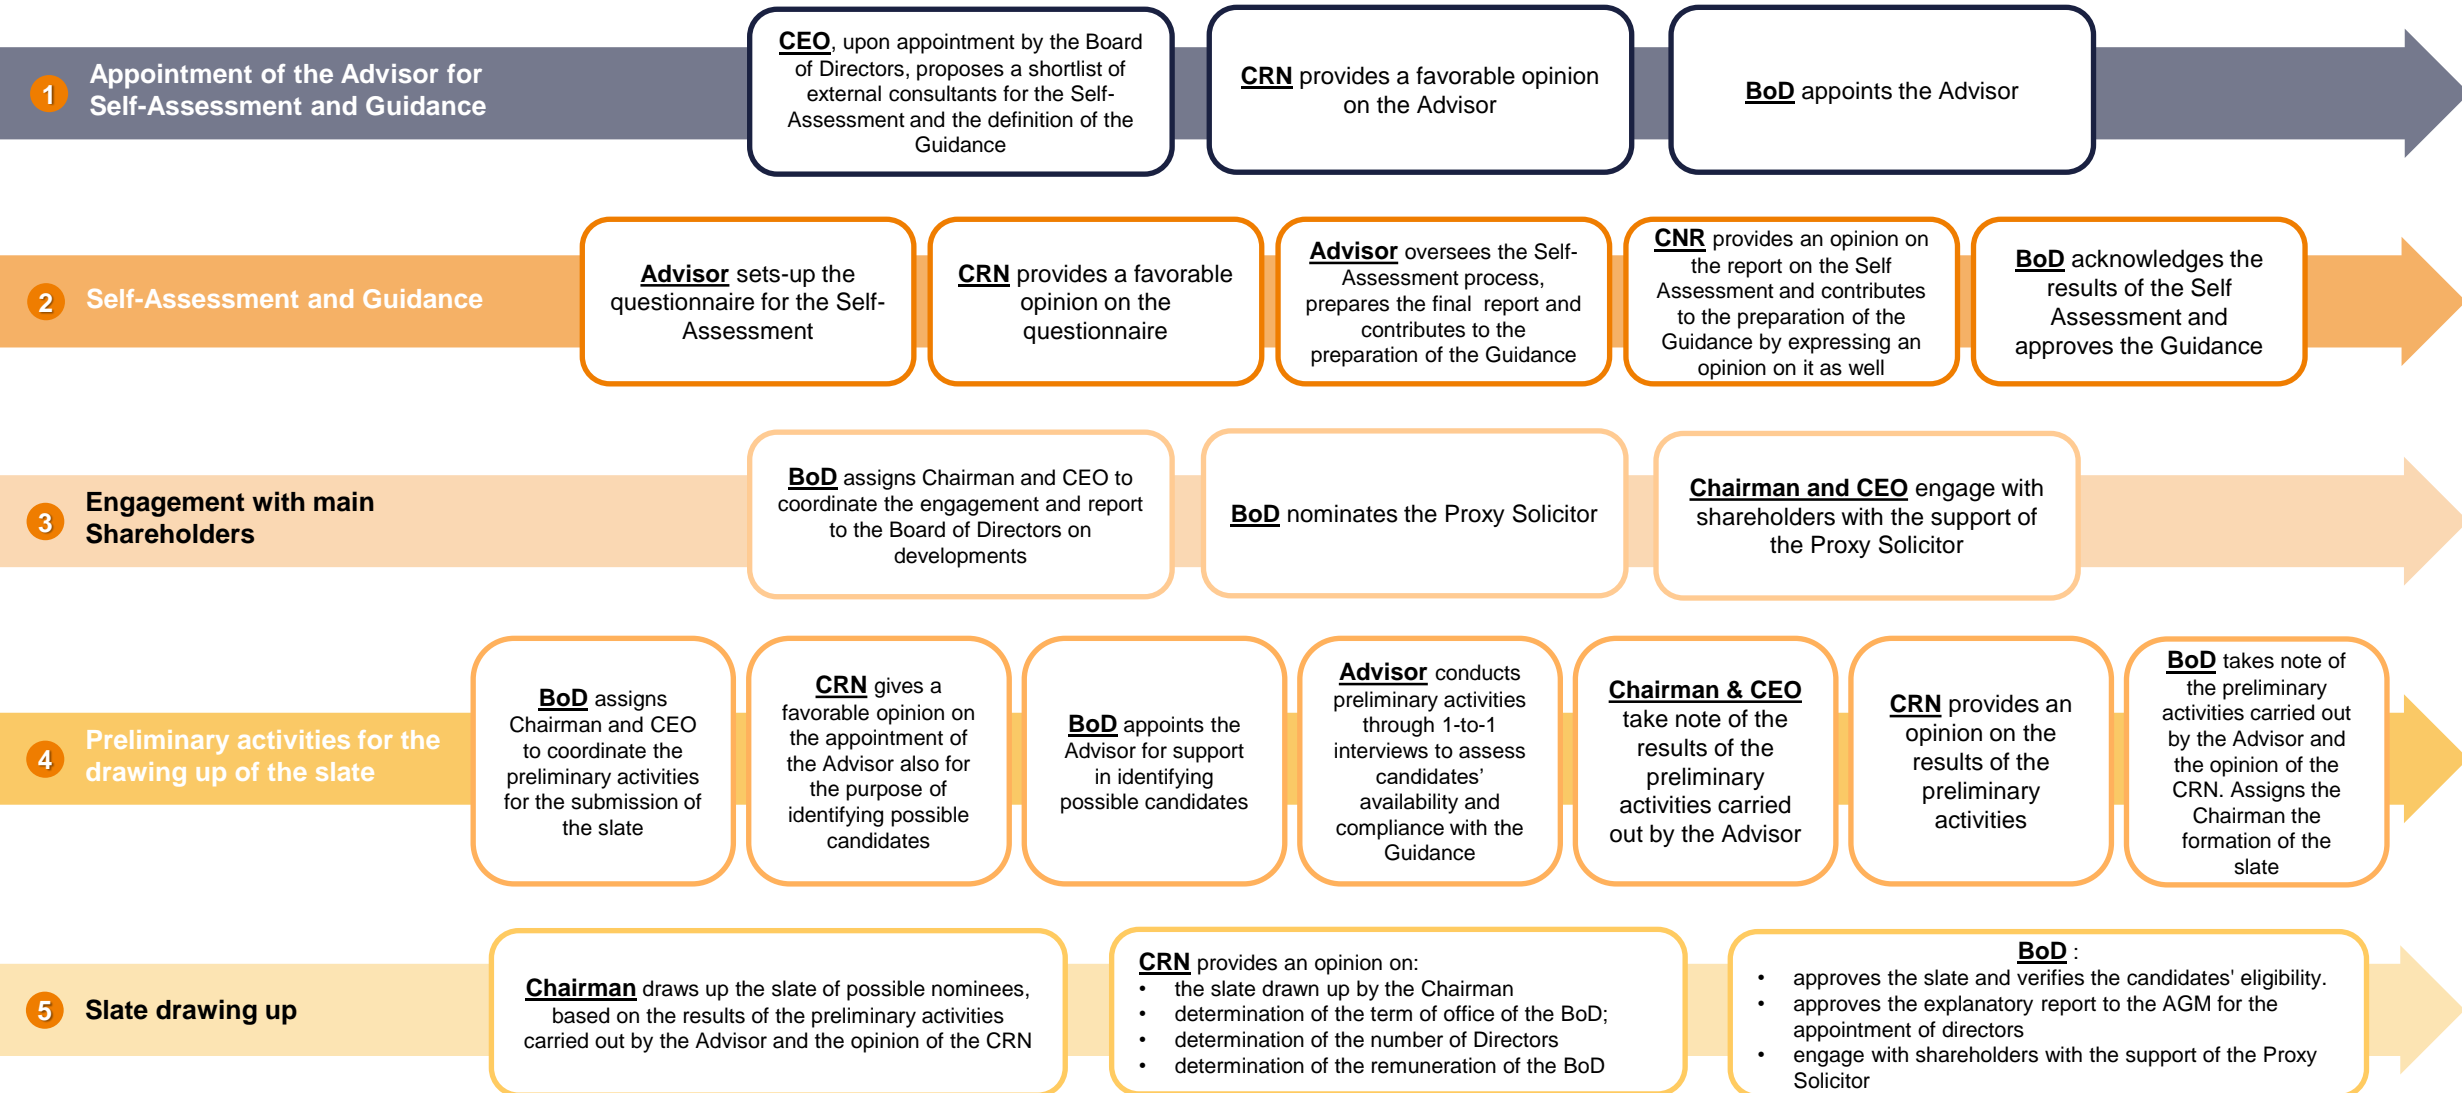 1
Appointment of the Advisor for
Self-Assessment and Guidance
CEO, upon appointment by the Board
of Directors, proposes a shortlist of
external consultants for the Self-
Assessment and the definition of the
Guidance
CRN provides a favorable opinion
on the Advisor
BoD appoints the Advisor
2
Self-Assessment and Guidance
Advisor sets-up the
questionnaire for the Self-
Assessment
CRN provides a favorable
opinion on the
questionnaire
Advisor oversees the Self-
Assessment process,
prepares the final report and
contributes to the
preparation of the Guidance
CNR provides an opinion on
the report on the Self
Assessment and contributes
to the preparation of the
Guidance by expressing an
opinion on it as well
BoD acknowledges the
results of the Self
Assessment and
approves the Guidance
3
Engagement with main
Shareholders
BoD assigns Chairman and CEO to
coordinate the engagement and report
to the Board of Directors on
developments
BoD nominates the Proxy Solicitor
Chairman and CEO engage with
shareholders with the support of
the Proxy Solicitor
4
Preliminary activities for the
drawing up of the slate
BoD assigns
Chairman and CEO
to coordinate the
preliminary activities
for the submission of
the slate
CRN gives a
favorable opinion on
the appointment of
the Advisor also for
the purpose of
identifying possible
candidates
BoD appoints the
Advisor for support
in identifying
possible candidates
Advisor conducts
preliminary activities
through 1-to-1
interviews to assess
candidates'
availability and
compliance with the
Guidance
Chairman & CEO
take note of the
results of the
preliminary
activities carried
out by the Advisor
CRN provides an
opinion on the
results of the
preliminary
activities
BoD takes note of
the preliminary
activities carried out
by the Advisor and
the opinion of the
CRN. Assigns the
Chairman the
formation of the
slate
5
Slate drawing up
Chairman draws up the slate of possible nominees,
based on the results of the preliminary activities
carried out by the Advisor and the opinion of the CRN
CRN provides an opinion on:
• the slate drawn up by the Chairman
• determination of the term of office of the BoD;
• determination of the number of Directors
• determination of the remuneration of the BoD
BoD :
• approves the slate and verifies the candidates' eligibility.
• approves the explanatory report to the AGM for the
appointment of directors
• engage with shareholders with the support of the Proxy
Solicitor